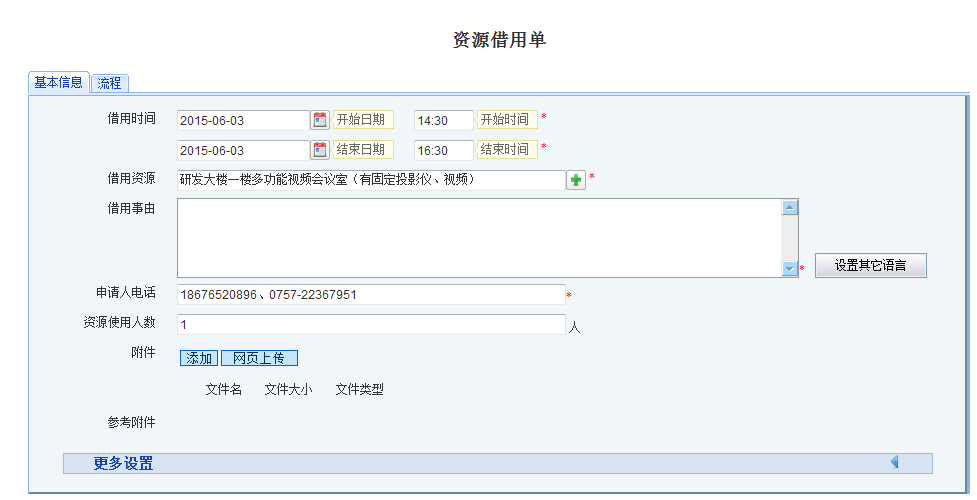 资源借用单
基本信息 流程
借用时间 2015-06-03 开始日期 14:30 开始时间 *
2015-06-03 结束日期 16:30 结束时间 *
借用资源 研发大楼一楼多功能视频会议室（有固定投影仪、视频） *
借用事由 * 设置其它语言
申请人电话 18676520896、0757-22367951 *
资源使用人数 1 人
附件 添加 网页上传
文件名 文件大小 文件类型
参考附件
更多设置